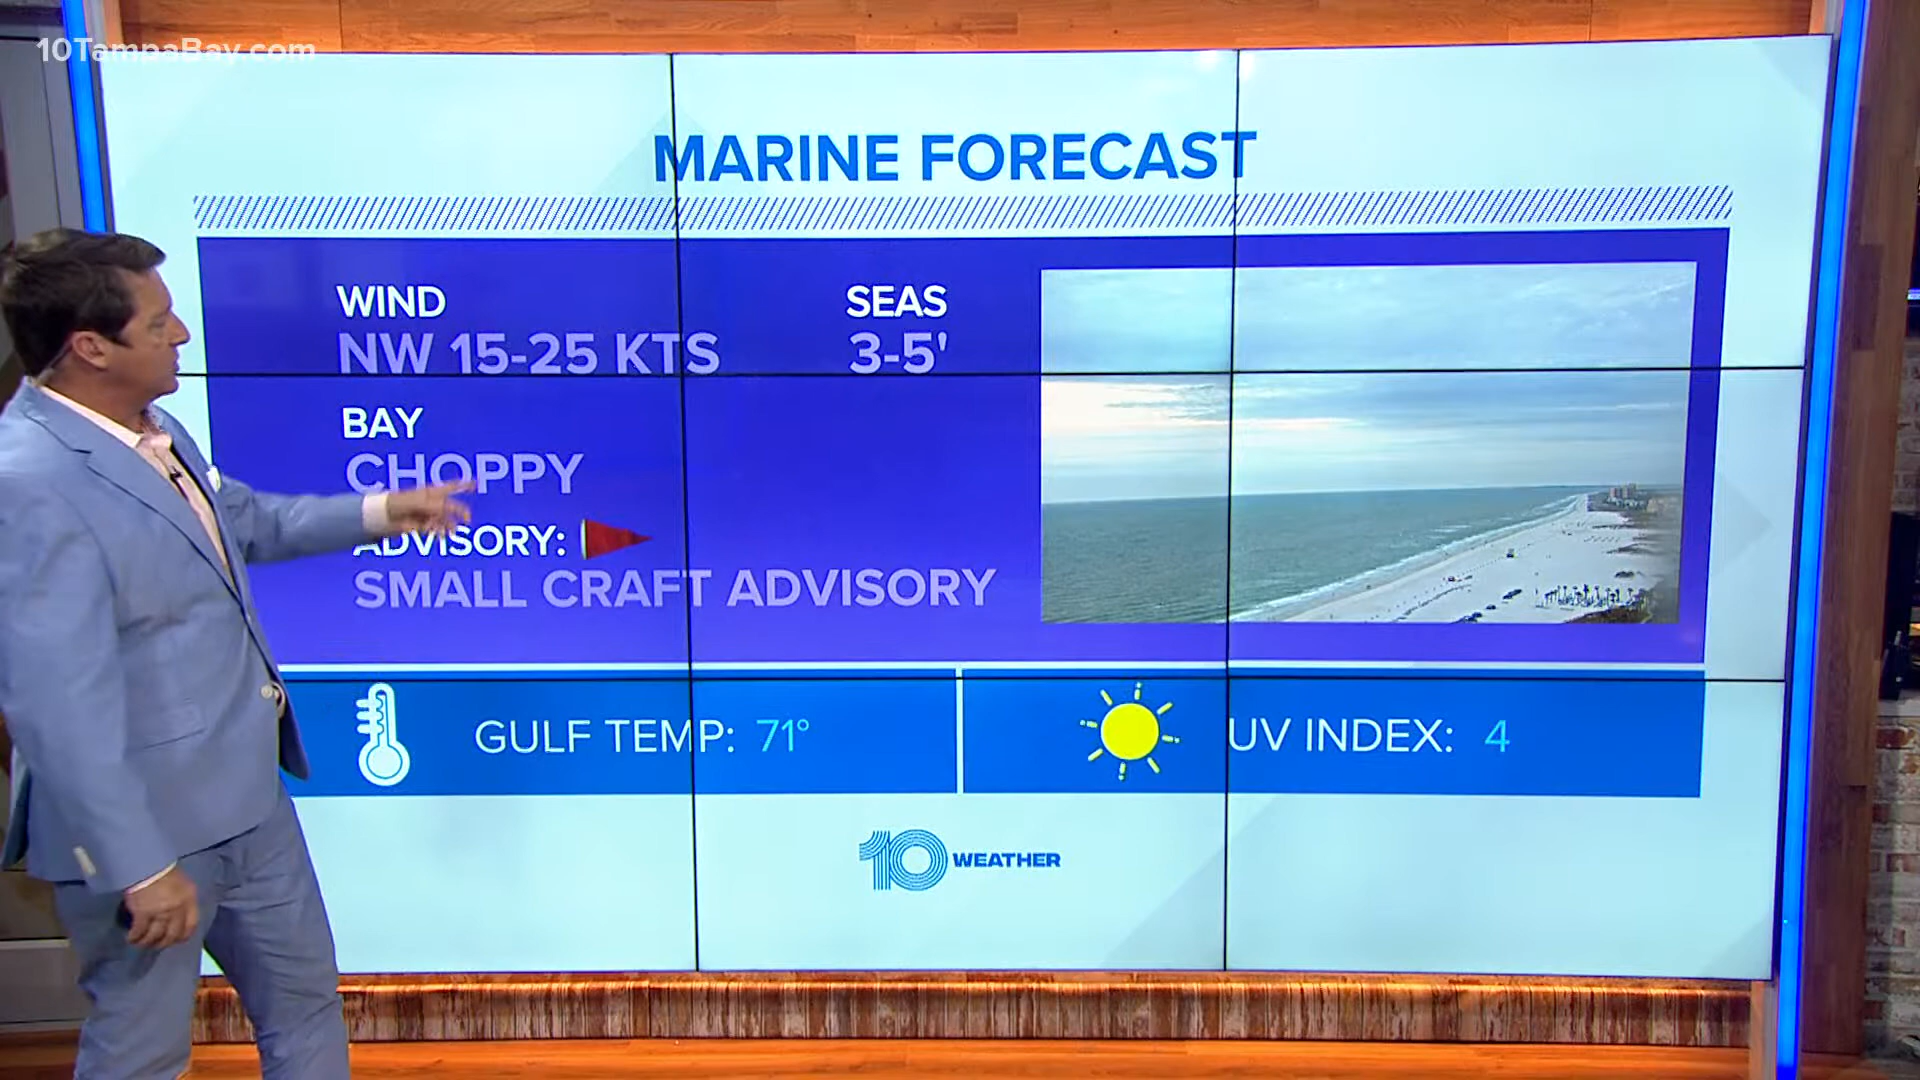 10TampaBay.com
MARINE FORECAST
WIND
NW 15-25 KTS
SEAS
3-5'
BAY
CHOPPY
ADVISORY:
SMALL CRAFT ADVISORY
GULF TEMP: 71°
UV INDEX: 4
10 WEATHER